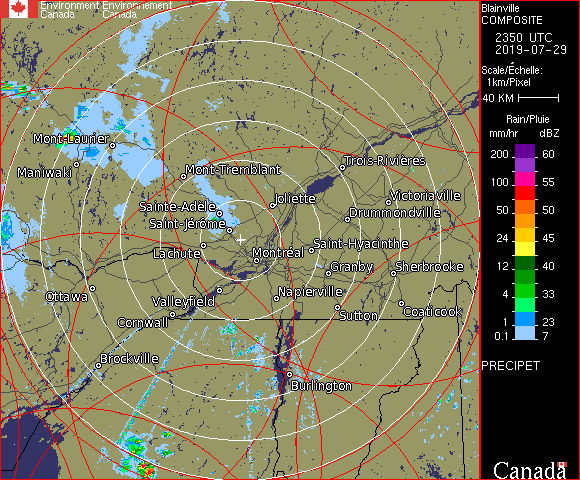 Environment Environnement
Canada Canada
Blainville
COMPOSITE
2350 UTC
2019-07-29
Scale/Échelle:
1km/Pixel
40 KM
Rain/Pluie
mm/hr dBZ
200 60
100 55
50 50
24 45
12 40
4 33
1 23
0.1 7
PRECIPET
Canada
Mont-Laurier
Maniwaki
Mont-Tremblant
Trois-Rivières
Sainte-Adèle
Joliette
Victoriaville
Drummondville
Saint-Jérôme
Lachute
Montréal
Saint-Hyacinthe
Granby
Sherbrooke
Ottawa
Valleyfield
Napierville
Cornwall
Sutton
Coaticook
Brockville
Burlington